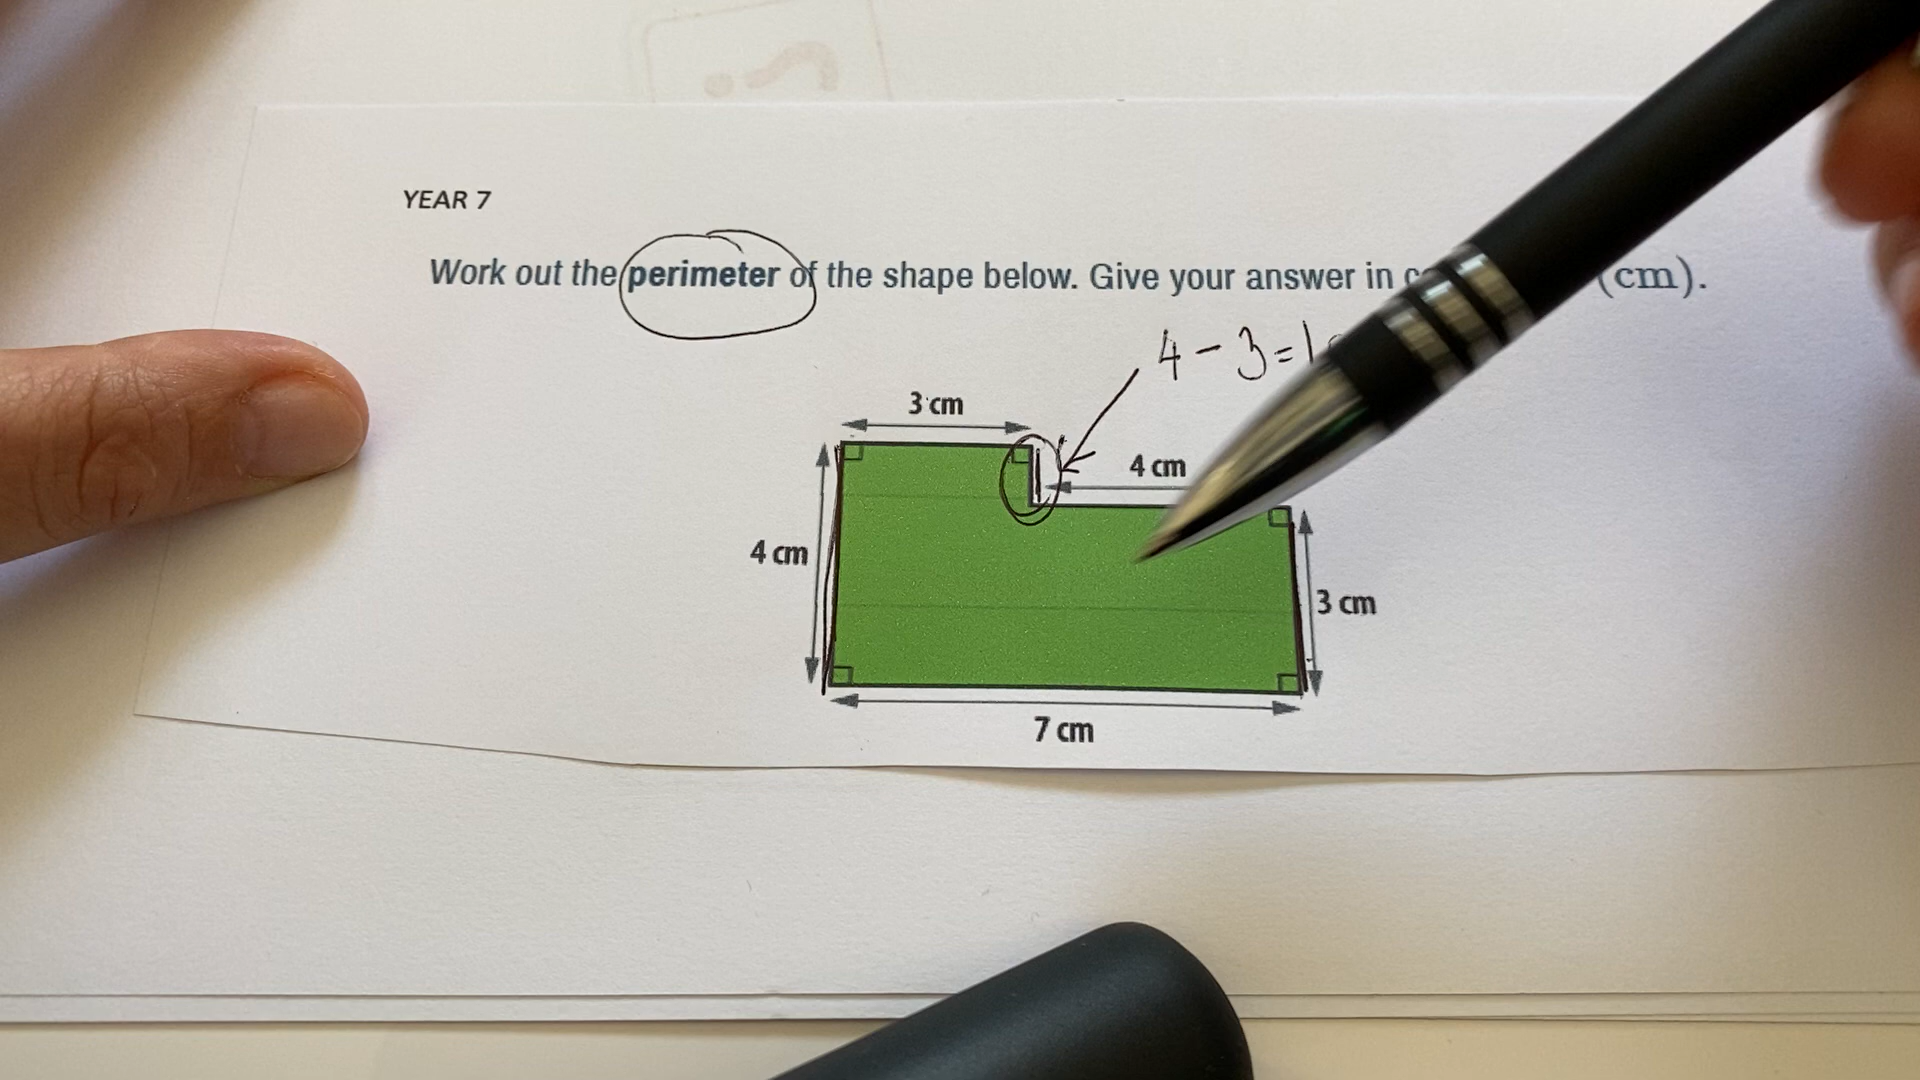 YEAR 7
Work out the perimeter of the shape below. Give your answer in (cm).
4 - 3 = 1
3 cm
4 cm
4 cm
3 cm
7 cm